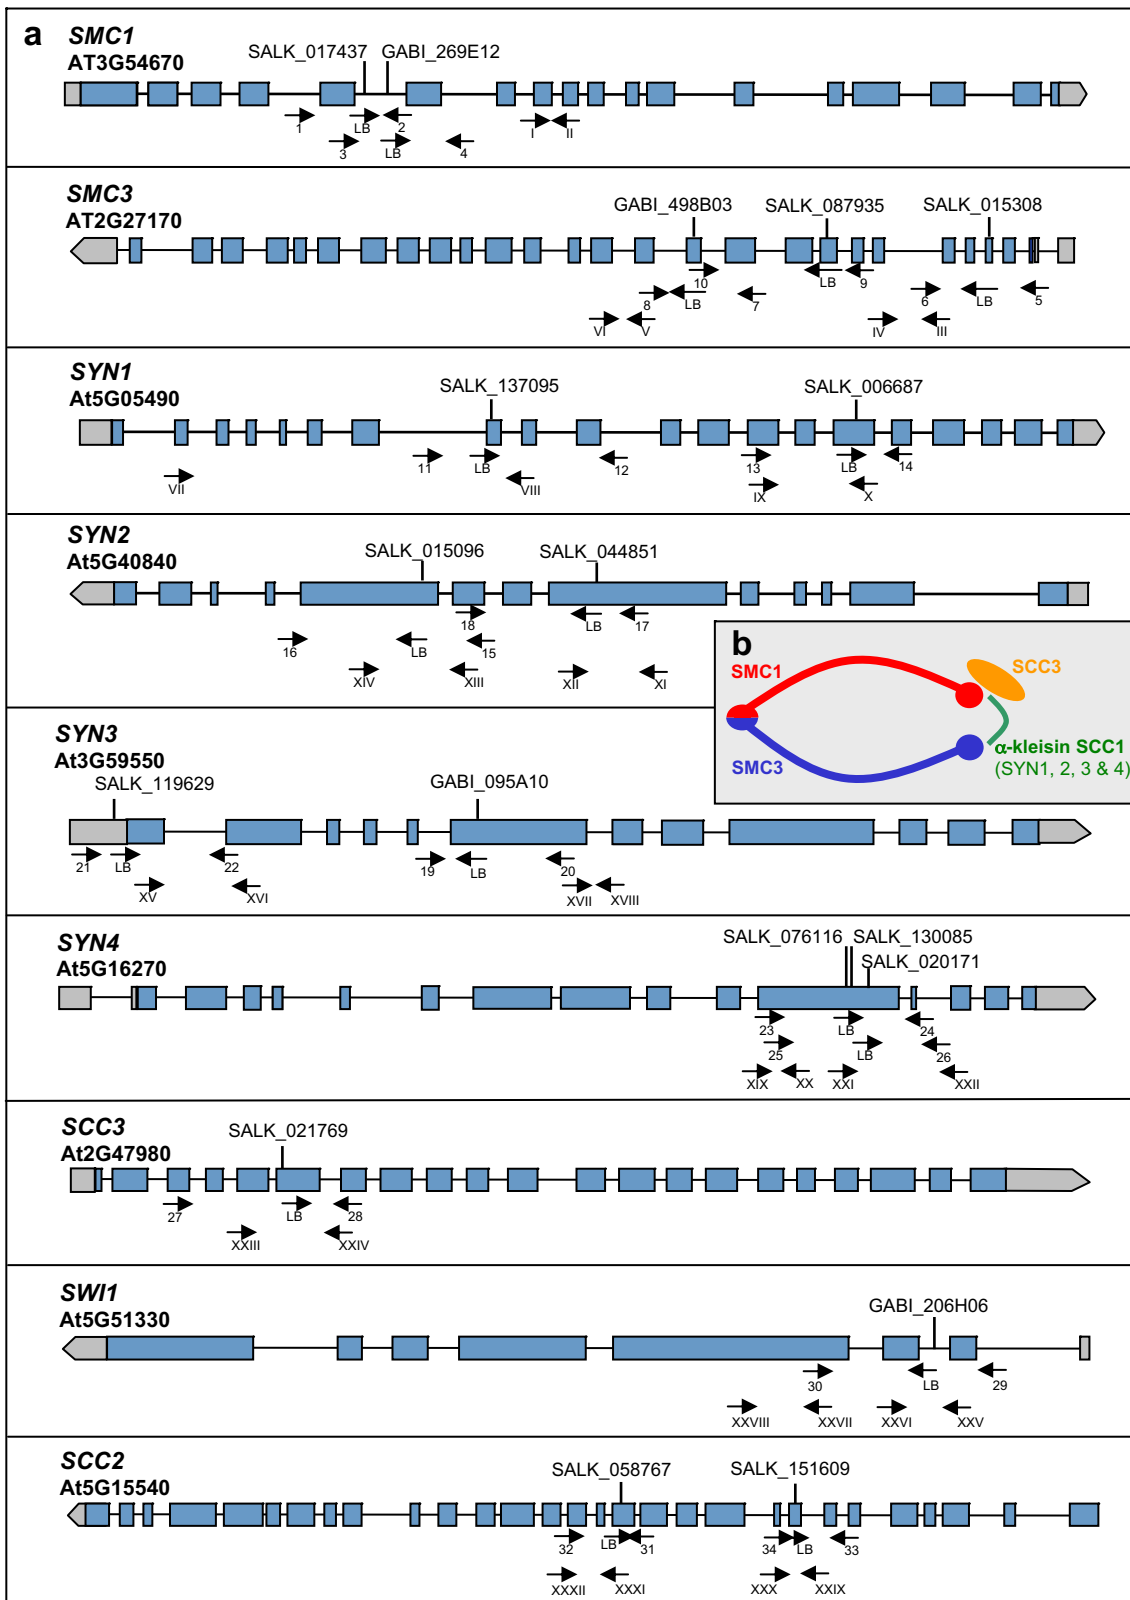 a
SMC1
AT3G54670
SALK_017437 GABI_269E12
1 LB 2 I II
3 LB 4
SMC3
AT2G27170
GABI_498B03 SALK_087935 SALK_015308
10 LB 9
8 LB 7 6 LB 5
VI V IV III
SYN1
At5G05490
SALK_137095 SALK_006687
11 LB 12 13 LB 14
VII VIII IX X
SYN2
At5G40840
SALK_015096 SALK_044851
18 LB 17
16 LB 15
XIV XIII XII XI
b
SMC1
SCC3
SMC3
α-kleisin SCC1
(SYN1, 2, 3 & 4)
SYN3
At3G59550
SALK_119629 GABI_095A10
21 LB 22 19 LB 20
XV XVI XVII XVIII
SYN4
At5G16270
SALK_076116 SALK_130085
SALK_020171
23 LB 24
25 LB 26
XIX XX XXI XXII
SCC3
At2G47980
SALK_021769
27 LB 28
XXIII XXIV
SWI1
At5G51330
GABI_206H06
30 LB 29
XXVIII XXVII XXVI XXV
SCC2
At5G15540
SALK_058767 SALK_151609
32 LB 31 34 LB 33
XXXII XXXI XXX XXIX